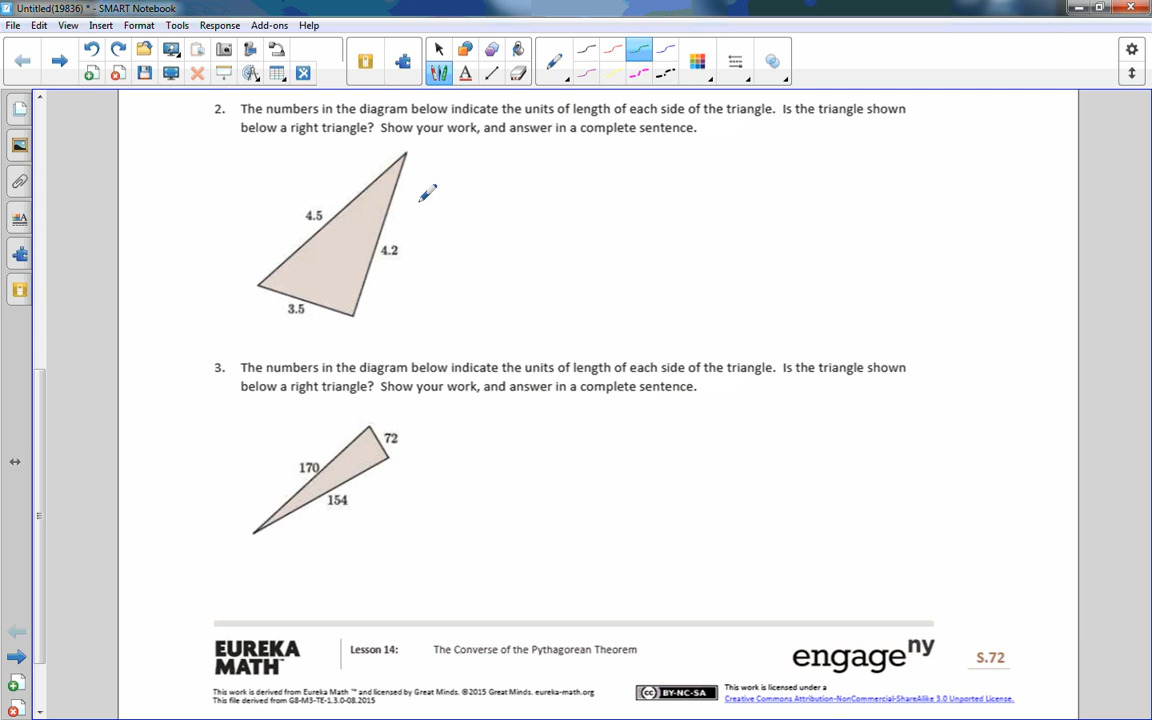 Untitled(19836) * - SMART Notebook
File Edit View Insert Format Tools Response Add-ons Help
2. The numbers in the diagram below indicate the units of length of each side of the triangle. Is the triangle shown
below a right triangle? Show your work, and answer in a complete sentence.
4.5
4.2
3.5
3. The numbers in the diagram below indicate the units of length of each side of the triangle. Is the triangle shown
below a right triangle? Show your work, and answer in a complete sentence.
72
170
154
EUREKA
MATH™
Lesson 14: The Converse of the Pythagorean Theorem
engageny
S.72
This work is derived from Eureka Math ™ and licensed by Great Minds. ©2015 Great Minds. eureka-math.org
This file derived from G8-M3-TE-1.3.0-08.2015
(cc) BY-NC-SA
This work is licensed under a
Creative Commons Attribution-NonCommercial-ShareAlike 3.0 Unported License.